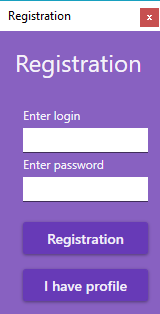 Registration
Registration
Enter login
Enter password
Registration
I have profile